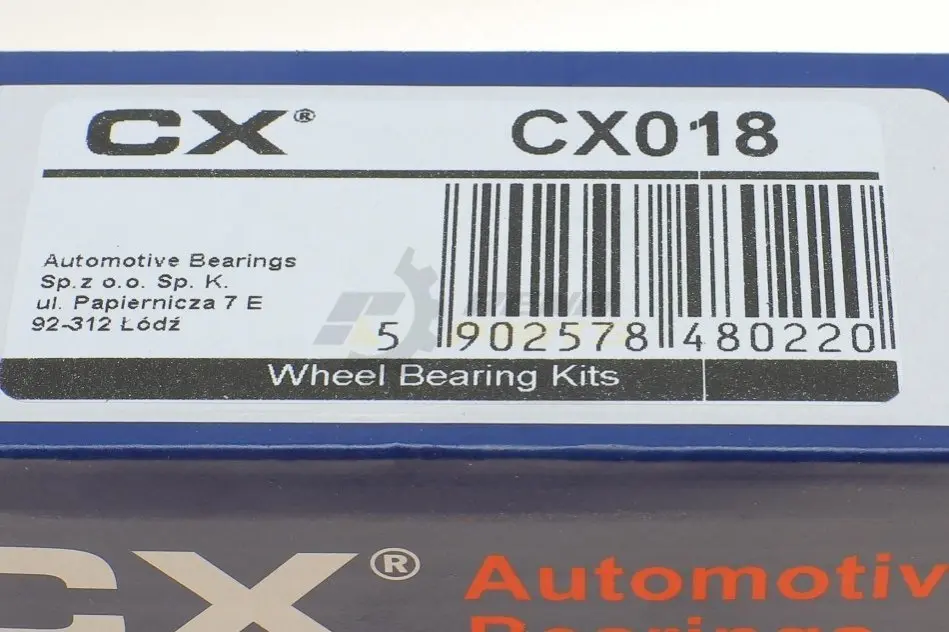 CX® CX018
Automotive Bearings
Sp.z o.o. Sp. K.
ul. Papiernicza 7 E
92-312 Łódź
5 902578 480220
Wheel Bearing Kits
CX® Automotiv
Bearings